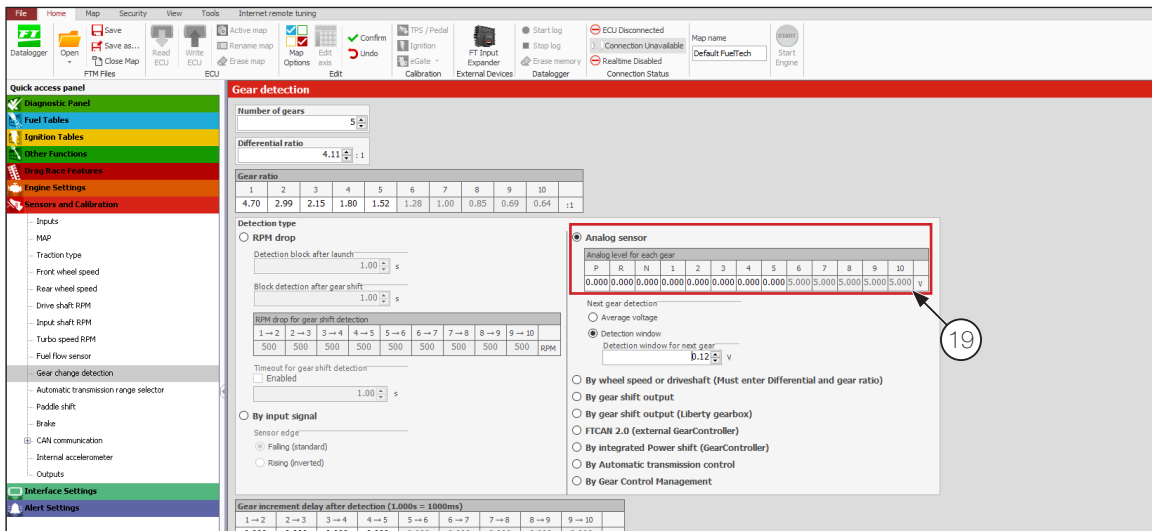 File Home Map Security View Tools Internet remote tuning
FT Datalogger
Open
Save
Save as...
Close Map
FTM Files
Read ECU
Write ECU
Active map
Rename map
Erase map
ECU
Map Options
Edit axis
Confirm
Undo
Edit
TPS / Pedal
Ignition
eGate
Calibration
FT Input Expander
External Devices
Start log
Stop log
Erase memory
Datalogger
ECU Disconnected
Connection Unavailable
Realtime Disabled
Connection Status
Map name
Default FuelTech
START
Start Engine
Quick access panel
Diagnostic Panel
Fuel Tables
Ignition Tables
Other Functions
Drag Race Features
Engine Settings
Sensors and Calibration
Inputs
MAP
Traction type
Front wheel speed
Rear wheel speed
Drive shaft RPM
Input shaft RPM
Turbo speed RPM
Fuel flow sensor
Gear change detection
Automatic transmission range selector
Paddle shift
Brake
CAN communication
Internal accelerometer
Outputs
Interface Settings
Alert Settings
Gear detection
Number of gears
5
Differential ratio
4.11 : 1
Gear ratio
1 2 3 4 5 6 7 8 9 10
4.70 2.99 2.15 1.80 1.52 1.28 1.00 0.85 0.69 0.64 :1
Detection type
RPM drop
Detection block after launch
1.00 s
Block detection after gear shift
1.00 s
RPM drop for gear shift detection
1→2 2→3 3→4 4→5 5→6 6→7 7→8 8→9 9→10
500 500 500 500 500 500 500 500 500 RPM
Timeout for gear shift detection
Enabled
1.00 s
By input signal
Sensor edge
Falling (standard)
Rising (inverted)
Analog sensor
Analog level for each gear
P R N 1 2 3 4 5 6 7 8 9 10
0.000 0.000 0.000 0.000 0.000 0.000 0.000 0.000 5.000 5.000 5.000 5.000 5.000 V
19
Next gear detection
Average voltage
Detection window
Detection window for next gear
0.12 V
By wheel speed or driveshaft (Must enter Differential and gear ratio)
By gear shift output
By gear shift output (Liberty gearbox)
FTCAN 2.0 (external GearController)
By integrated Power shift (GearController)
By Automatic transmission control
By Gear Control Management
Gear increment delay after detection (1.000s = 1000ms)
1→2 2→3 3→4 4→5 5→6 6→7 7→8 8→9 9→10